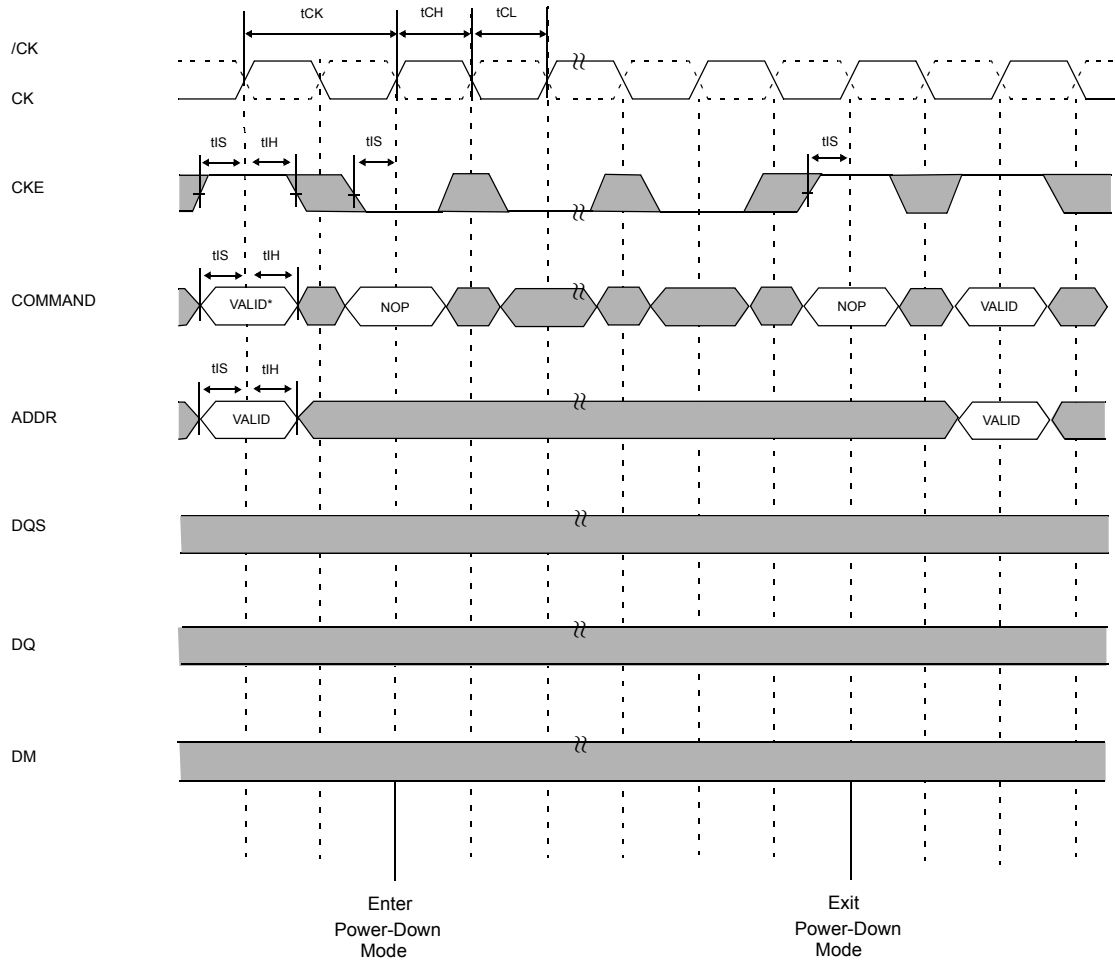 tCK tCH tCL
/CK
CK
tIS tIH tIS tIS
CKE
tIS tIH
COMMAND VALID* NOP NOP VALID
tIS tIH
ADDR VALID VALID
DQS
DQ
DM
Enter
Power-Down
Mode
Exit
Power-Down
Mode